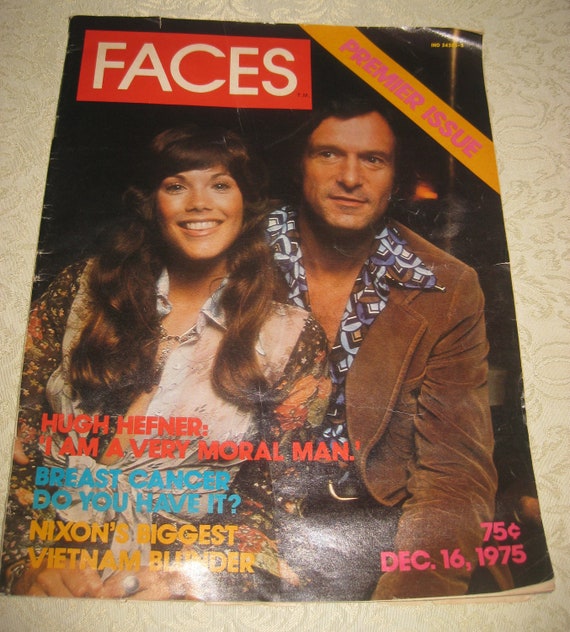 FACES
PREMIER ISSUE
HUGH HEFNER:
'I AM A VERY MORAL MAN.'
BREAST CANCER
DO YOU HAVE IT?
NIXON'S BIGGEST
VIETNAM BLUNDER
75¢
DEC. 16, 1975